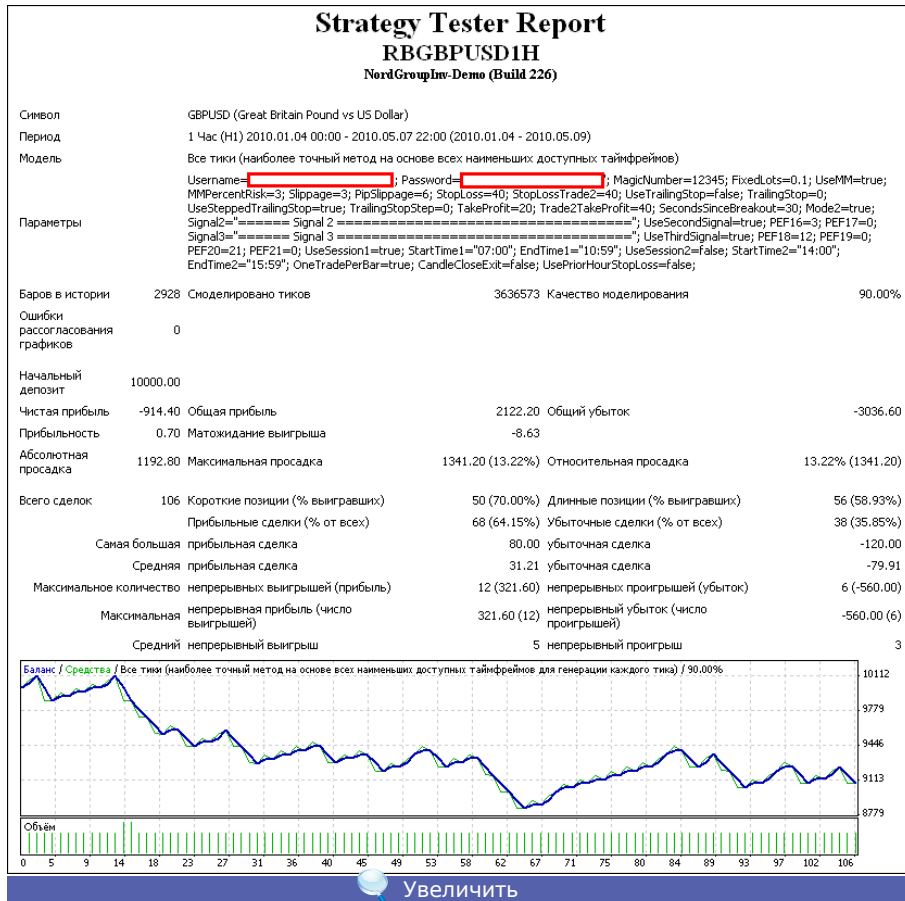 Strategy Tester Report
RBGBPUSD1H
NordGroupInv-Demo (Build 226)
Символ GBPUSD (Great Britain Pound vs US Dollar)
Период 1 Час (H1) 2010.01.04 00:00 - 2010.05.07 22:00 (2010.01.04 - 2010.05.09)
Модель Все тики (наиболее точный метод на основе всех наименьших доступных таймфреймов)
Параметры
Username= ; Password= "; MagicNumber=12345; FixedLots=0.1; UseMM=true;
MMPercentRisk=3; Slippage=3; PipSlippage=6; StopLoss=40; StopLossTrade2=40; UseTrailingStop=false; TrailingStop=0;
UseSteppedTrailingStop=true; TrailingStopStep=0; TakeProfit=20; Trade2TakeProfit=40; SecondsSinceBreakout=30; Mode2=true;
Signal2="====== Signal 2 ==================================="; UseSecondSignal=true; PEF16=3; PEF17=0;
Signal3="====== Signal 3 ==================================="; UseThirdSignal=true; PEF18=12; PEF19=0;
PEF20=21; PEF21=0; UseSession1=true; StartTime1="07:00"; EndTime1="10:59"; UseSession2=false; StartTime2="14:00";
EndTime2="15:59"; OneTradePerBar=true; CandleCloseExit=false; UsePriorHourStopLoss=false;
Баров в истории 2928 Смоделировано тиков 3636573 Качество моделирования 90.00%
Ошибки рассогласования графиков 0
Начальный депозит 10000.00
Чистая прибыль -914.40 Общая прибыль 2122.20 Общий убыток -3036.60
Прибыльность 0.70 Матожидание выигрыша -8.63
Абсолютная просадка 1192.80 Максимальная просадка 1341.20 (13.22%) Относительная просадка 13.22% (1341.20)
Всего сделок 106 Короткие позиции (% выигравших) 50 (70.00%) Длинные позиции (% выигравших) 56 (58.93%)
Прибыльные сделки (% от всех) 68 (64.15%) Убыточные сделки (% от всех) 38 (35.85%)
Самая большая прибыльная сделка 80.00 убыточная сделка -120.00
Средняя прибыльная сделка 31.21 убыточная сделка -79.91
Максимальное количество непрерывных выигрышей (прибыль) 12 (321.60) непрерывных проигрышей (убыток) 6 (-560.00)
Максимальная непрерывная прибыль (число выигрышей) 321.60 (12) непрерывный убыток (число проигрышей) -560.00 (6)
Средний непрерывный выигрыш 5 непрерывный проигрыш 3
Баланс / Средства / Все тики (наиболее точный метод на основе всех наименьших доступных таймфреймов для генерации каждого тика) / 90.00%
10112
9779
9446
9113
8779
Объём
0 5 9 14 18 23 27 31 36 40 45 49 53 58 62 67 71 75 80 84 89 93 97 102 106
Увеличить